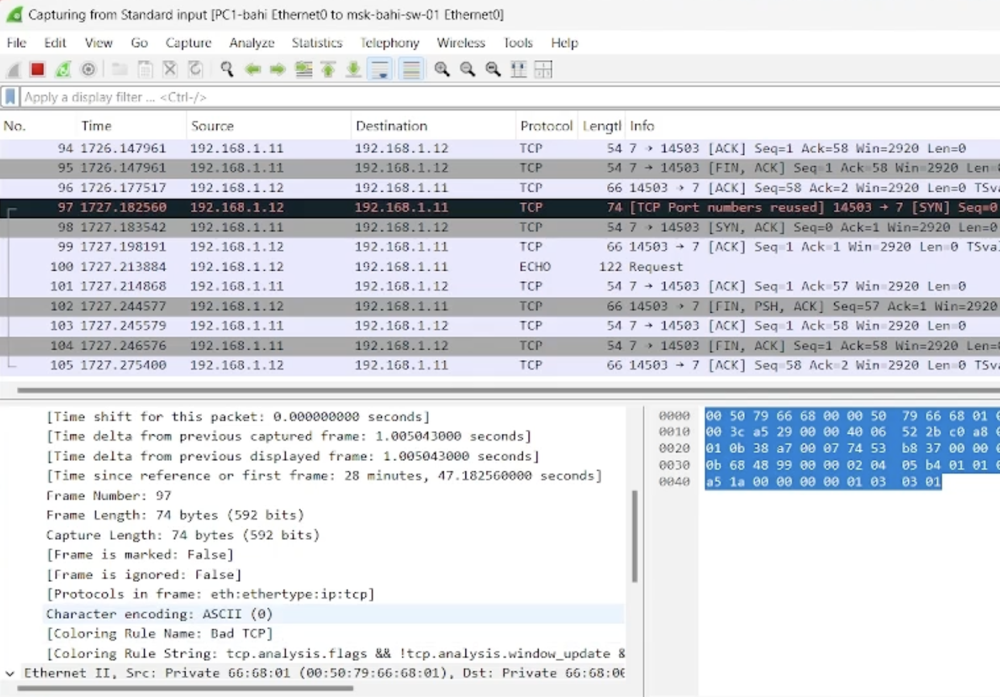 Capturing from Standard input [PC1-bahi Ethernet0 to msk-bahi-sw-01 Ethernet0]
File Edit View Go Capture Analyze Statistics Telephony Wireless Tools Help
Apply a display filter ... <Ctrl-/>
No. Time Source Destination Protocol Lengtl Info
94 1726.147961 192.168.1.11 192.168.1.12 TCP 54 7 → 14503 [ACK] Seq=1 Ack=58 Win=2920 Len=0
95 1726.147961 192.168.1.11 192.168.1.12 TCP 54 7 → 14503 [FIN, ACK] Seq=1 Ack=58 Win=2920 Len=
96 1726.177517 192.168.1.12 192.168.1.11 TCP 66 14503 → 7 [ACK] Seq=58 Ack=2 Win=2920 Len=0 TSva
97 1727.182560 192.168.1.12 192.168.1.11 TCP 74 [TCP Port numbers reused] 14503 → 7 [SYN] Seq=0
98 1727.183542 192.168.1.11 192.168.1.12 TCP 54 7 → 14503 [SYN, ACK] Seq=0 Ack=1 Win=2920 Len=0
99 1727.198191 192.168.1.12 192.168.1.11 TCP 66 14503 → 7 [ACK] Seq=1 Ack=1 Win=2920 Len=0 TSva
100 1727.213884 192.168.1.12 192.168.1.11 ECHO 122 Request
101 1727.214868 192.168.1.11 192.168.1.12 TCP 54 7 → 14503 [ACK] Seq=1 Ack=57 Win=2920 Len=0
102 1727.244577 192.168.1.12 192.168.1.11 TCP 66 14503 → 7 [FIN, PSH, ACK] Seq=57 Ack=1 Win=2920
103 1727.245579 192.168.1.11 192.168.1.12 TCP 54 7 → 14503 [ACK] Seq=1 Ack=58 Win=2920 Len=0
104 1727.246576 192.168.1.11 192.168.1.12 TCP 54 7 → 14503 [FIN, ACK] Seq=1 Ack=58 Win=2920 Len=
105 1727.275400 192.168.1.12 192.168.1.11 TCP 66 14503 → 7 [ACK] Seq=58 Ack=2 Win=2920 Len=0 TSv
[Time shift for this packet: 0.000000000 seconds]
[Time delta from previous captured frame: 1.005043000 seconds]
[Time delta from previous displayed frame: 1.005043000 seconds]
[Time since reference or first frame: 28 minutes, 47.182560000 seconds]
Frame Number: 97
Frame Length: 74 bytes (592 bits)
Capture Length: 74 bytes (592 bits)
[Frame is marked: False]
[Frame is ignored: False]
[Protocols in frame: eth:ethertype:ip:tcp]
Character encoding: ASCII (0)
[Coloring Rule Name: Bad TCP]
[Coloring Rule String: tcp.analysis.flags && !tcp.analysis.window_update &
Ethernet II, Src: Private 66:68:01 (00:50:79:66:68:01), Dst: Private 66:68:00
0000 00 50 79 66 68 00 00 50 79 66 68 01
0010 00 3c a5 29 00 00 40 06 52 2b c0 a8
0020 01 0b 38 a7 00 07 74 53 b8 37 00 00
0030 0b 68 48 99 00 00 02 04 05 b4 01 01
0040 a5 1a 00 00 00 00 01 03 03 01